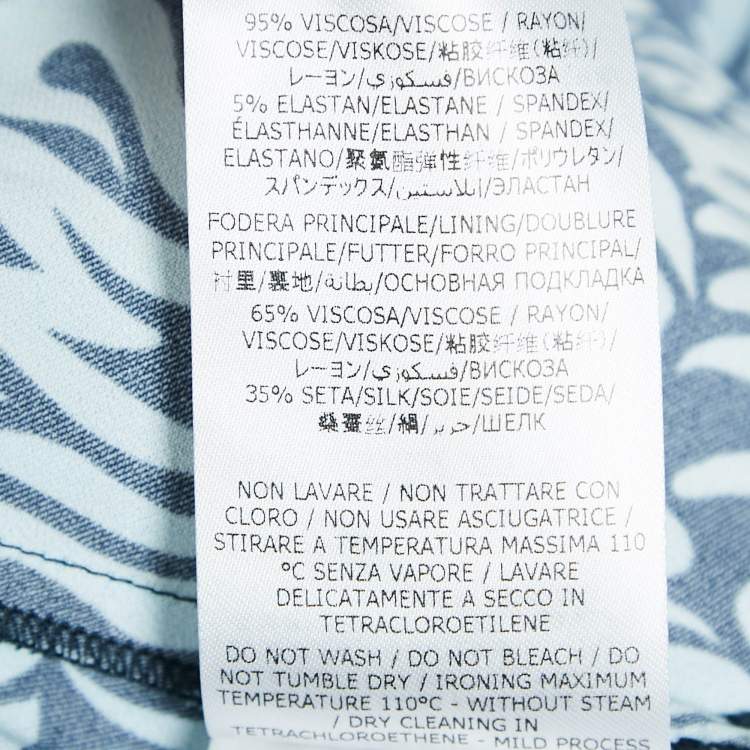 95% VISCOSA/VISCOSE / RAYON/
VISCOSE/VISKOSE/粘胶纤维(粘纤)/
レーヨン/فسكوزي/ВИСКОЗА
5% ELASTAN/ELASTANE / SPANDEX/
ÉLASTHANNE/ELASTHAN / SPANDEX/
ELASTANO/聚氨酯弹性纤维/ポリウレタン/
スパンデックス/إيلاستين/ЭЛАСТАН
FODERA PRINCIPALE/LINING/DOUBLURE
PRINCIPALE/FUTTER/FORRO PRINCIPAL/
衬里/裏地/بطانة/ОСНОВНАЯ ПОДКЛАДКА
65% VISCOSA/VISCOSE / RAYON/
VISCOSE/VISKOSE/粘胶纤维(粘纤)/
レーヨン/فسكوزي/ВИСКОЗА
35% SETA/SILK/SOIE/SEIDE/SEDA/
桑蚕丝/絹/حرير/ШЕЛК
NON LAVARE / NON TRATTARE CON
CLORO / NON USARE ASCIUGATRICE /
STIRARE A TEMPERATURA MASSIMA 110
°C SENZA VAPORE / LAVARE
DELICATAMENTE A SECCO IN
TETRACLOROETILENE
DO NOT WASH / DO NOT BLEACH / DO
NOT TUMBLE DRY / IRONING MAXIMUM
TEMPERATURE 110°C - WITHOUT STEAM
/ DRY CLEANING IN
TETRACHLOROETHENE - MILD PROCESS